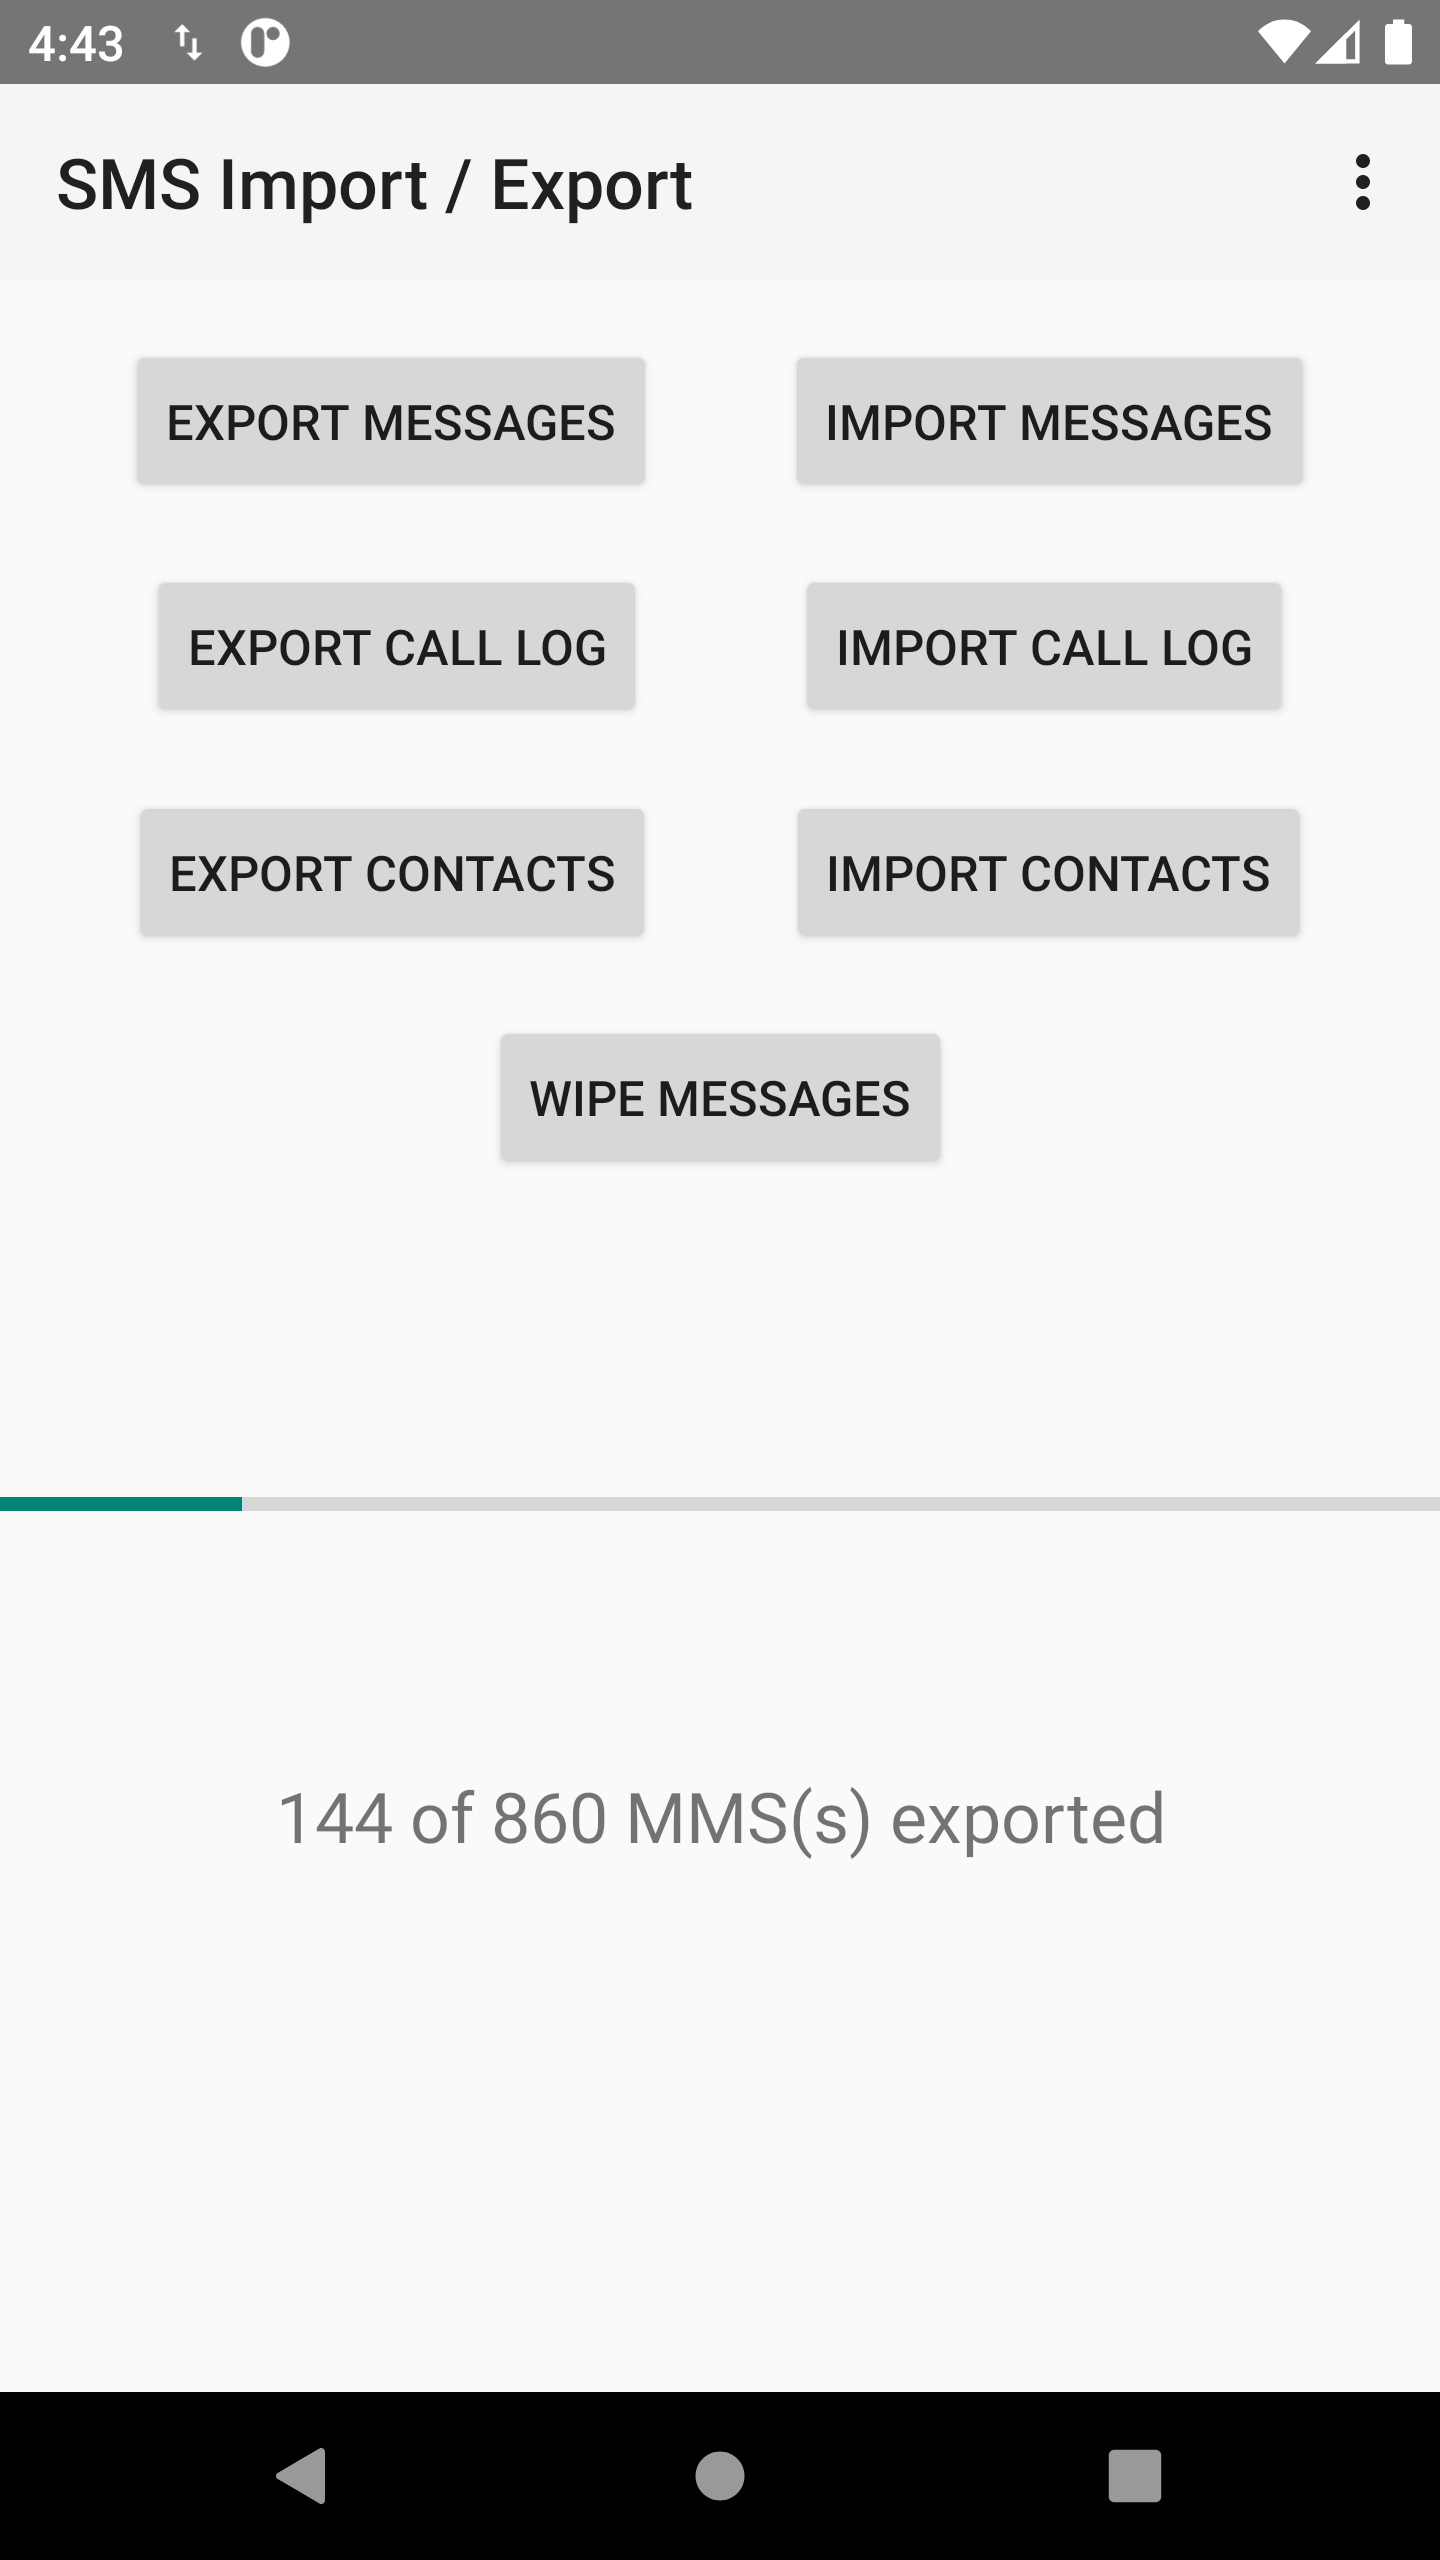 4:43
SMS Import / Export
EXPORT MESSAGES IMPORT MESSAGES
EXPORT CALL LOG IMPORT CALL LOG
EXPORT CONTACTS IMPORT CONTACTS
WIPE MESSAGES
144 of 860 MMS(s) exported